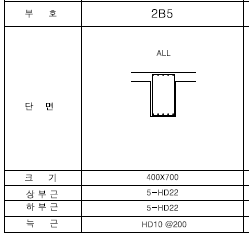 부 호 2B5
ALL
단 면
크 기 400X700
상부근 5-HD22
하부근 5-HD22
늑 근 HD10 @200